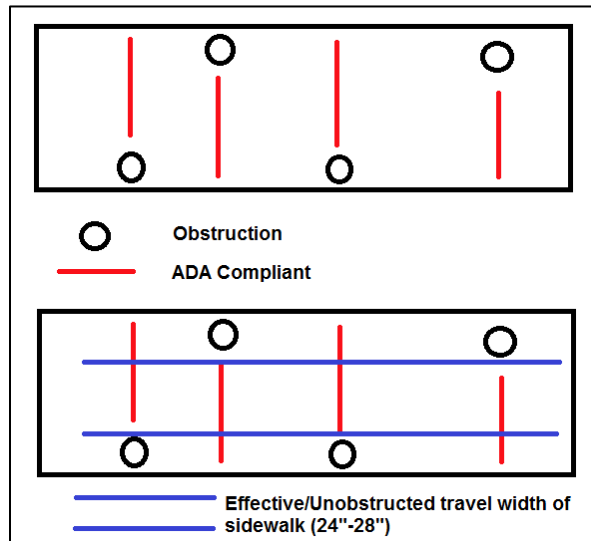 Obstruction
ADA Compliant
Effective/Unobstructed travel width of
sidewalk (24"-28")